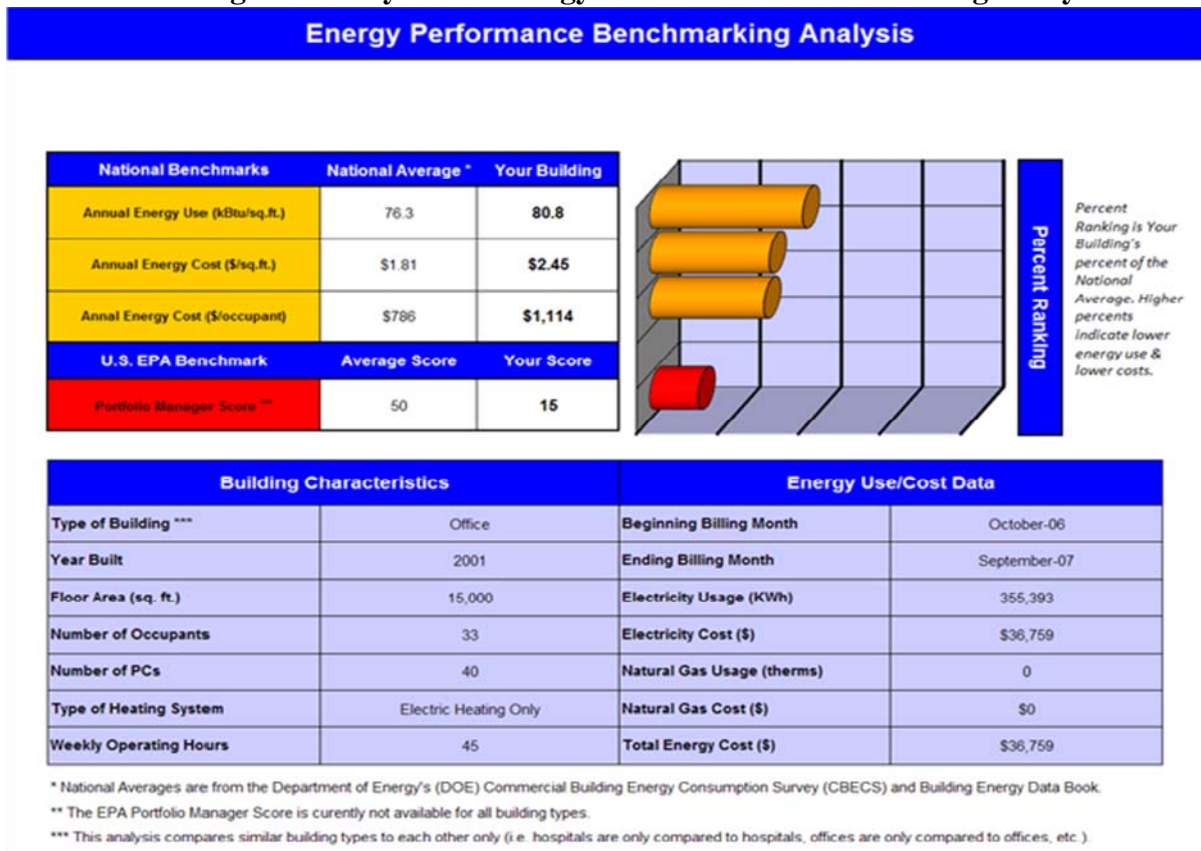 Energy Performance Benchmarking Analysis
National Benchmarks National Average * Your Building
Annual Energy Use (kBtu/sq.ft.) 76.3 80.8
Annual Energy Cost ($/sq.ft.) $1.81 $2.45
Annal Energy Cost ($/occupant) $786 $1,114
U.S. EPA Benchmark Average Score Your Score
Portfolio Manager Score ** 50 15
Percent Ranking
Percent
Ranking is Your
Building's
percent of the
National
Average. Higher
percents
indicate lower
energy use &
lower costs.
Building Characteristics Energy Use/Cost Data
Type of Building *** Office Beginning Billing Month October-06
Year Built 2001 Ending Billing Month September-07
Floor Area (sq. ft.) 15,000 Electricity Usage (KWh) 355,393
Number of Occupants 33 Electricity Cost ($) $36,759
Number of PCs 40 Natural Gas Usage (therms) 0
Type of Heating System Electric Heating Only Natural Gas Cost ($) $0
Weekly Operating Hours 45 Total Energy Cost ($) $36,759
* National Averages are from the Department of Energy's (DOE) Commercial Building Energy Consumption Survey (CBECS) and Building Energy Data Book.
** The EPA Portfolio Manager Score is curently not available for all building types.
*** This analysis compares similar building types to each other only (i.e. hospitals are only compared to hospitals, offices are only compared to offices, etc.).